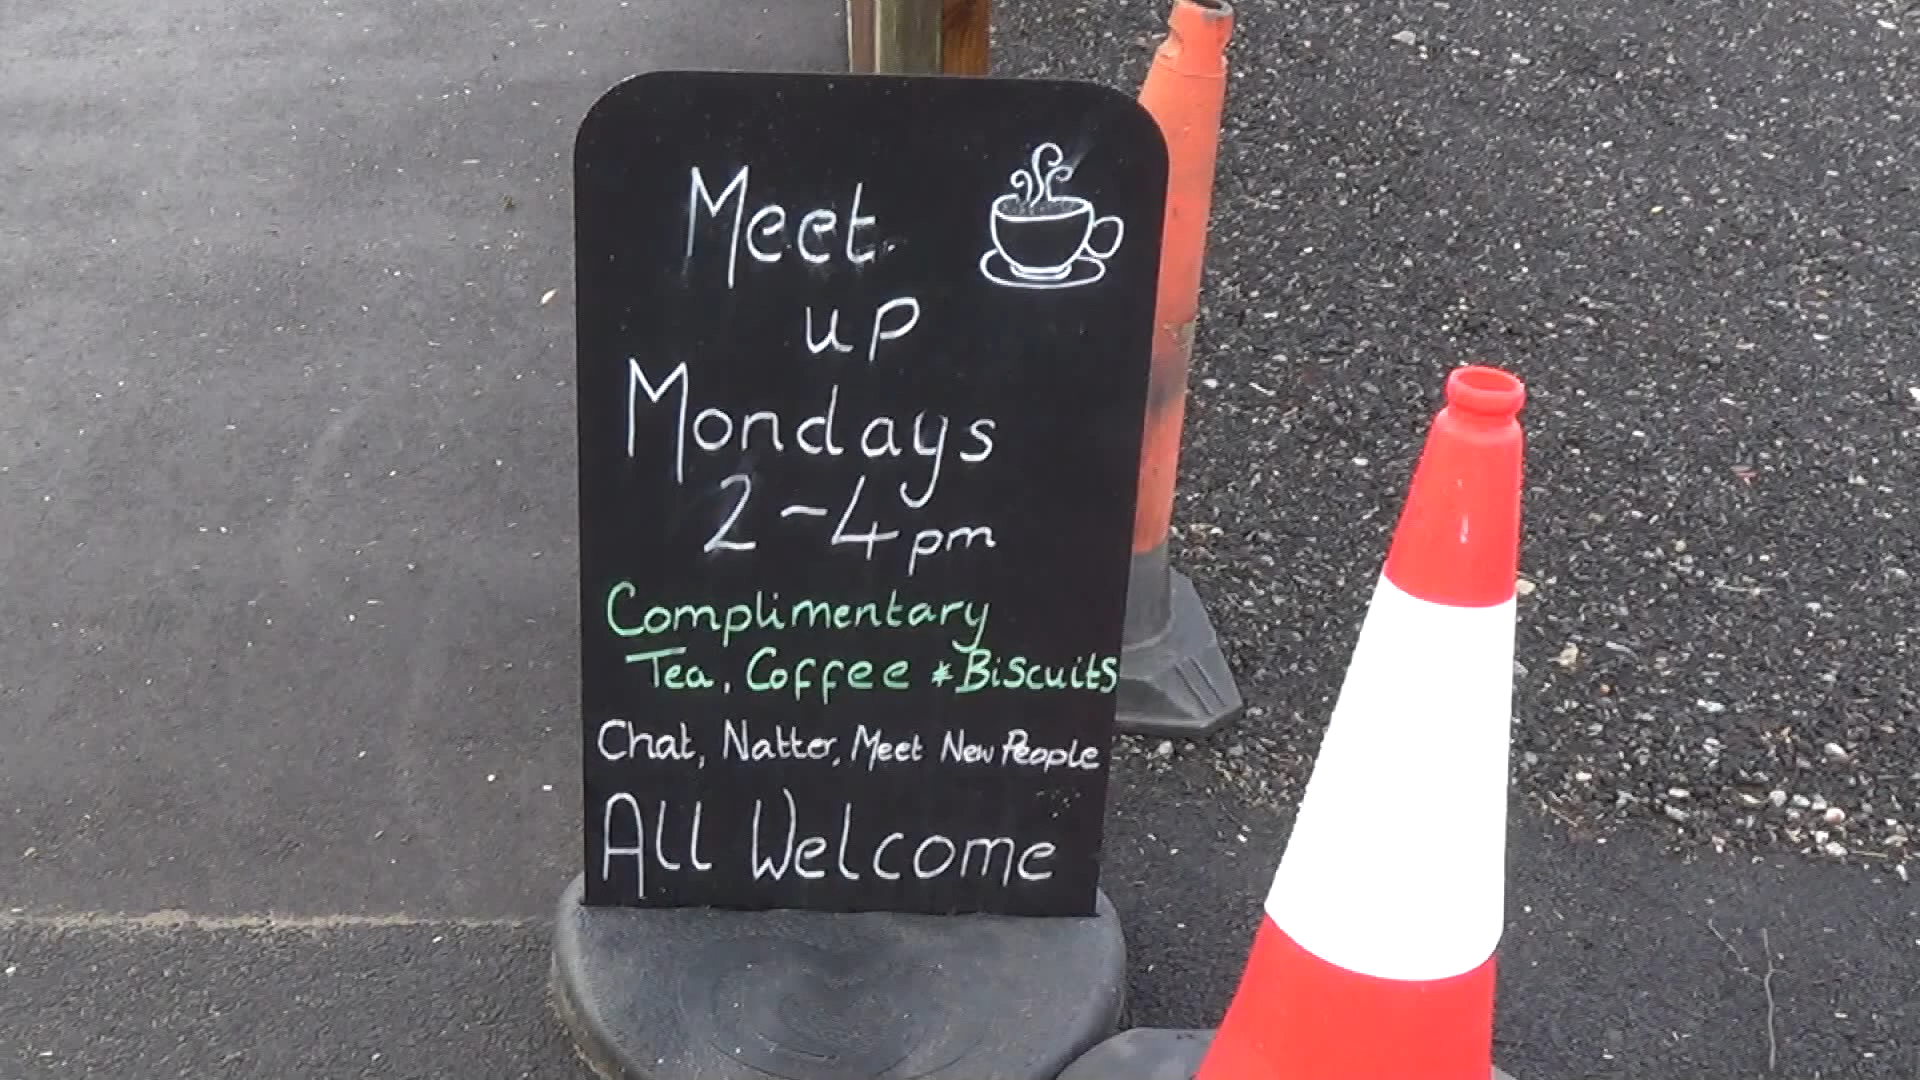 Meet
up
Mondays
2-4pm
Complimentary
Tea, Coffee & Biscuits
Chat, Natter, Meet New People
All Welcome